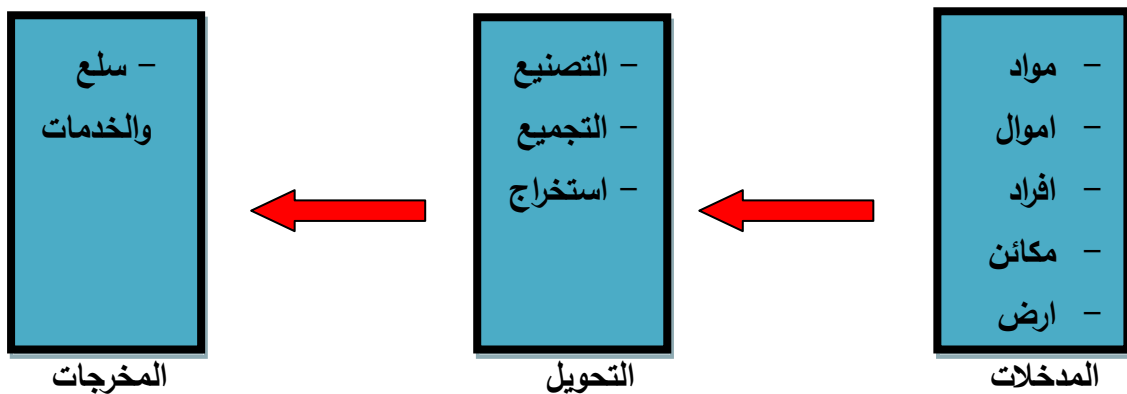 - مواد
- اموال
- افراد
- مكائن
- ارض
المدخلات
- التصنيع
- التجميع
- استخراج
التحويل
- سلع
والخدمات
المخرجات